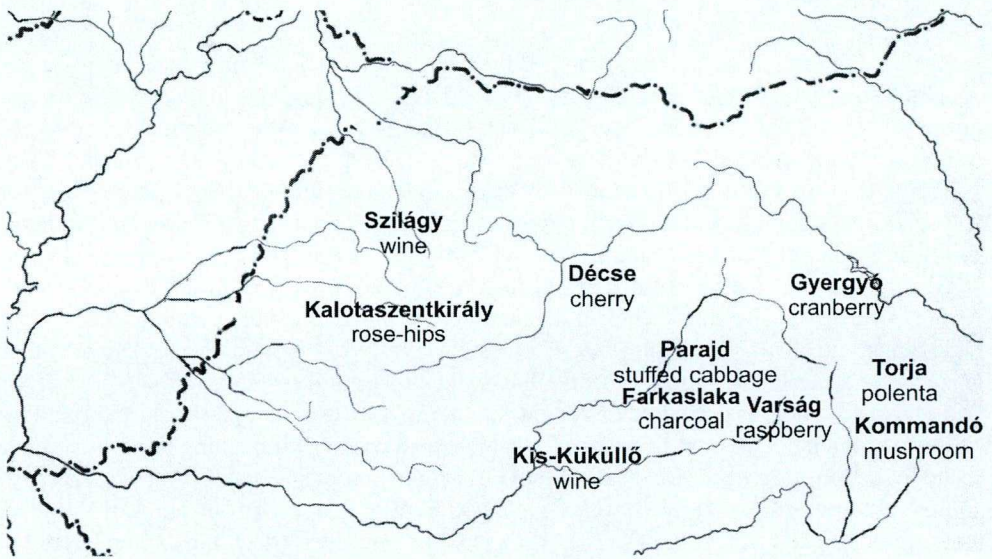 Szilágy
wine
Décse
cherry
Gyergyó
cranberry
Kalotaszentkirály
rose-hips
Parajd
stuffed cabbage
Torja
polenta
Farkaslaka
charcoal
Varság
raspberry
Kommandó
mushroom
Kis-Küküllő
wine